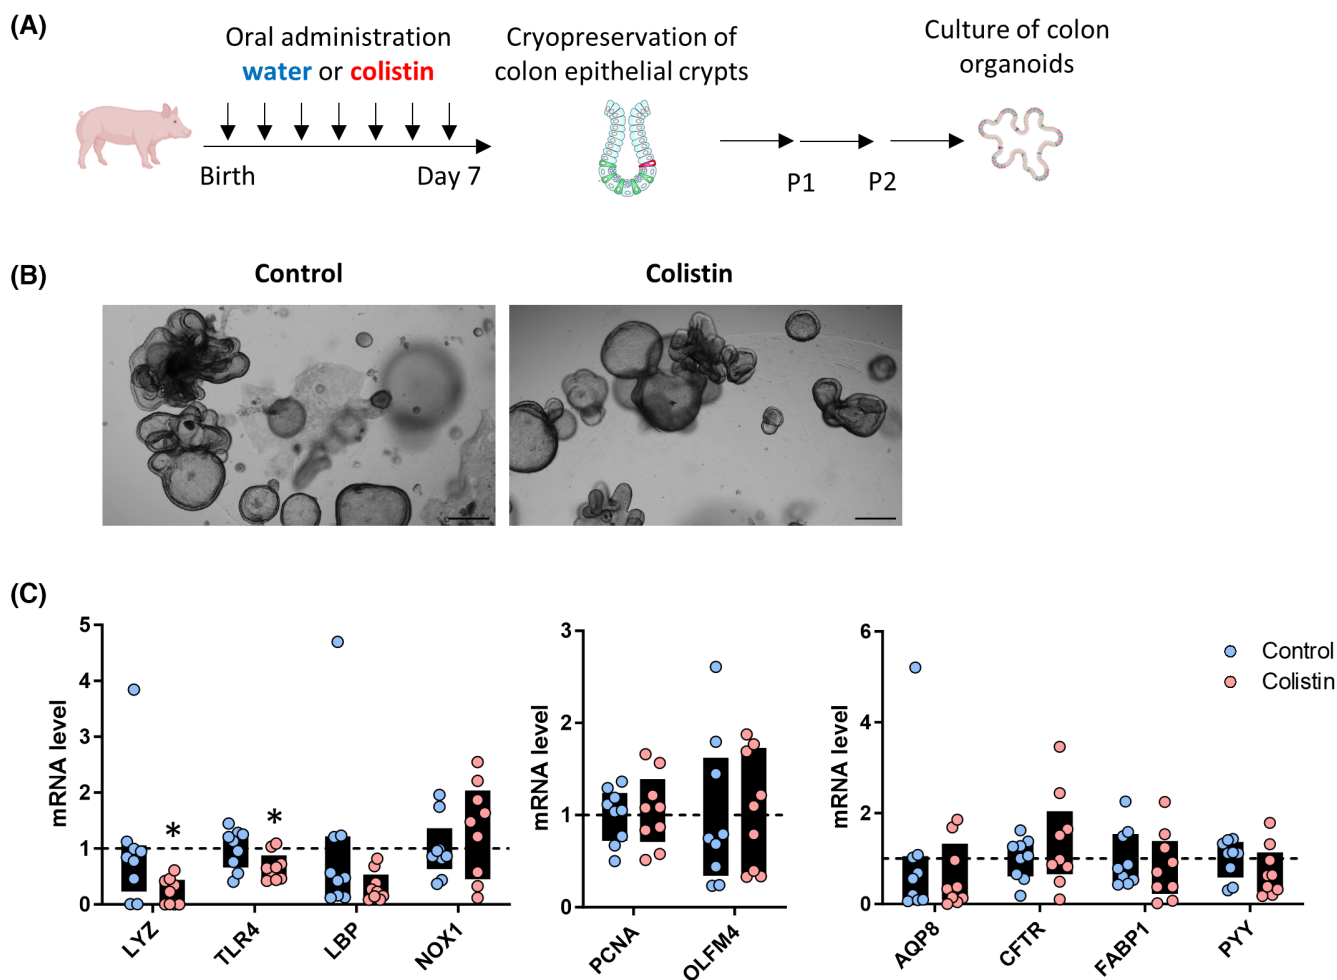 (A)
Oral administration
water or colistin
Birth
Day 7
Cryopreservation of
colon epithelial crypts
P1
P2
Culture of colon
organoids
(B)
Control
Colistin
(C)
mRNA level
5
4
3
2
1
0
*
*
LYZ
TLR4
LBP
NOX1
mRNA level
3
2
1
0
PCNA
OLFM4
mRNA level
6
4
2
0
AQP8
CFTR
FABP1
PYY
Control
Colistin